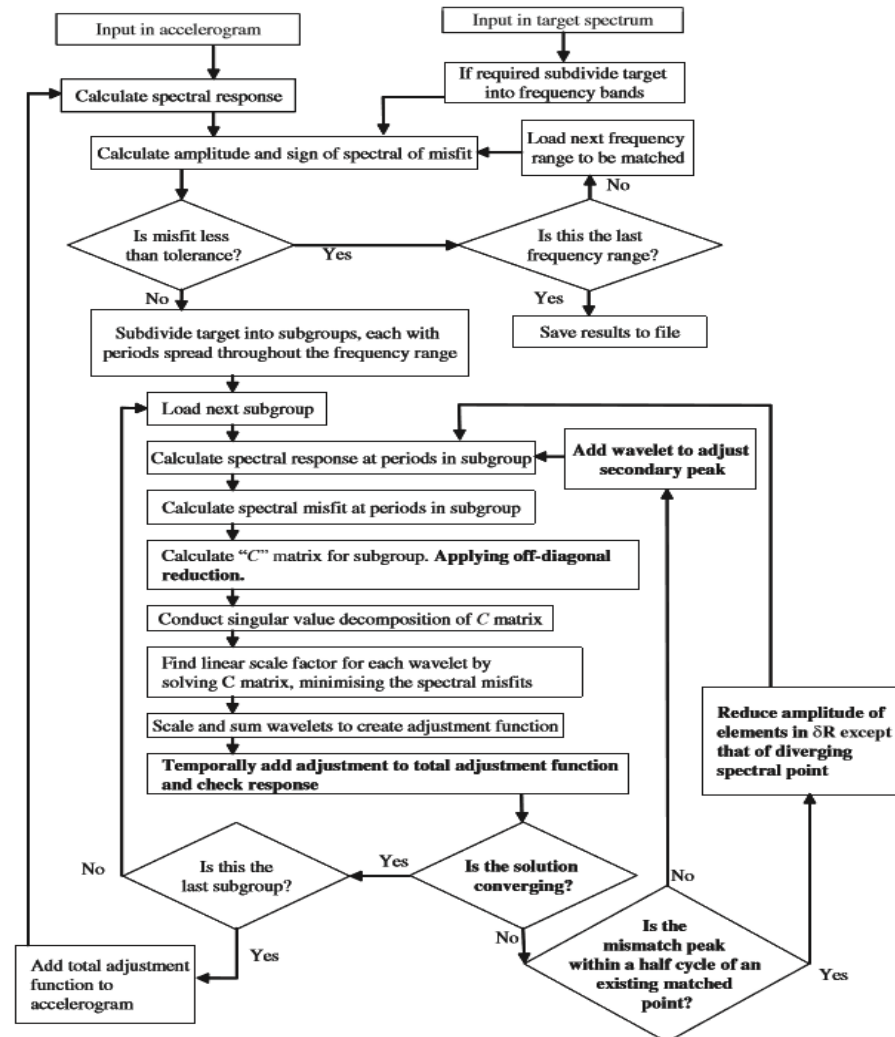 Input in accelerogram
Input in target spectrum
Calculate spectral response
If required subdivide target
into frequency bands
Calculate amplitude and sign of spectral of misfit
Load next frequency
range to be matched
No
Is misfit less
than tolerance?
Yes
Is this the last
frequency range?
No
Yes
Subdivide target into subgroups, each with
periods spread throughout the frequency range
Save results to file
Load next subgroup
Calculate spectral response at periods in subgroup
Add wavelet to adjust
secondary peak
Calculate spectral misfit at periods in subgroup
Calculate “C” matrix for subgroup. Applying off-diagonal
reduction.
Conduct singular value decomposition of C matrix
Find linear scale factor for each wavelet by
solving C matrix, minimising the spectral misfits
Scale and sum wavelets to create adjustment function
Reduce amplitude of
elements in δR except
that of diverging
spectral point
Temporally add adjustment to total adjustment function
and check response
No
Is this the
last subgroup?
Yes
Is the solution
converging?
No
Yes
No
Is the
mismatch peak
within a half cycle of an
existing matched
point?
Yes
Add total adjustment
function to
accelerogram